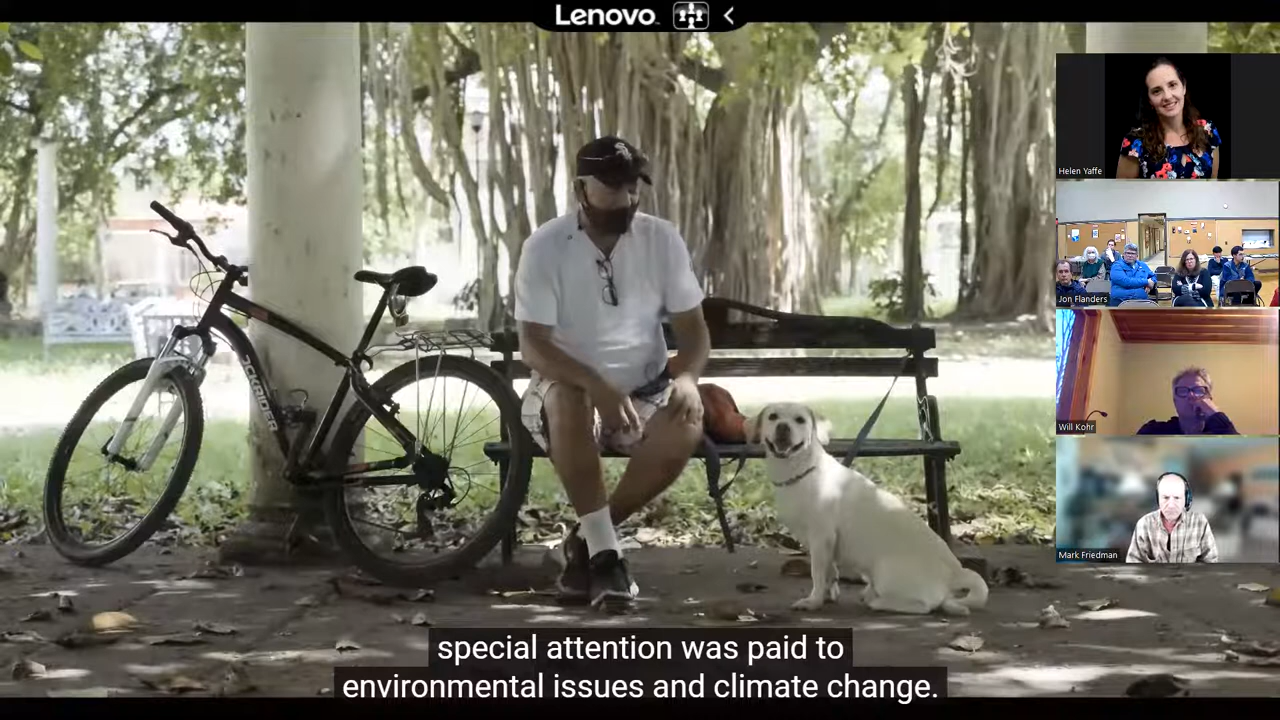 Lenovo
Helen Yaffe
Jon Flanders
JOKRIDER
Will Kohr
Mark Friedman
special attention was paid to
environmental issues and climate change.